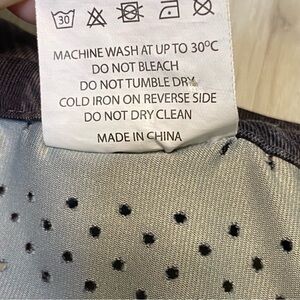 30
MACHINE WASH AT UP TO 30ºC
DO NOT BLEACH
DO NOT TUMBLE DRY
COLD IRON ON REVERSE SIDE
DO NOT DRY CLEAN
MADE IN CHINA